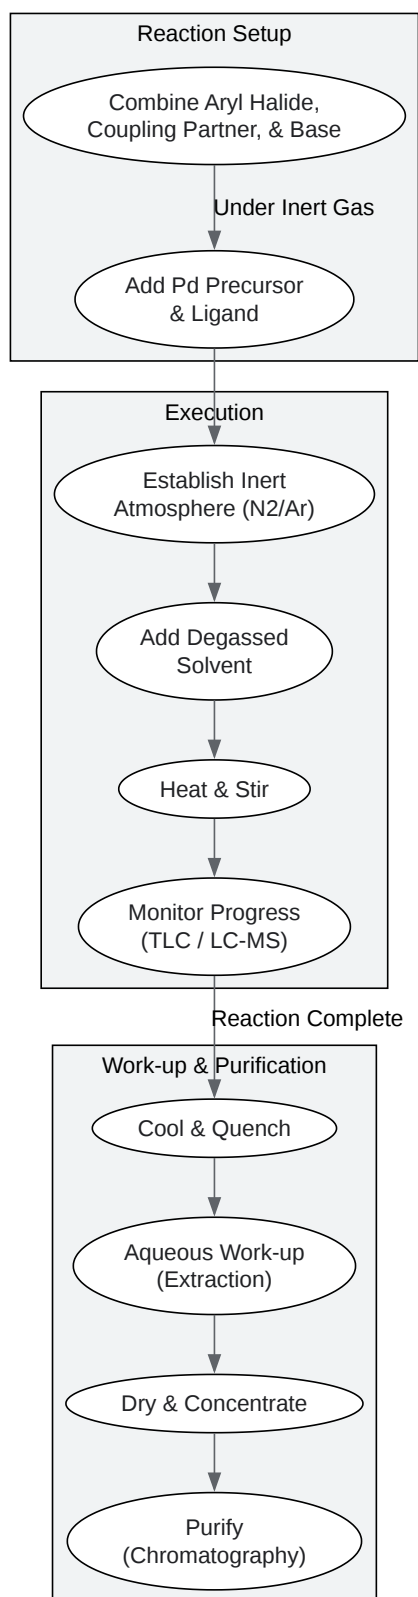 Reaction Setup
Combine Aryl Halide,
Coupling Partner, & Base
Under Inert Gas
Add Pd Precursor
& Ligand
Execution
Establish Inert
Atmosphere (N2/Ar)
Add Degassed
Solvent
Heat & Stir
Monitor Progress
(TLC / LC-MS)
Reaction Complete
Work-up & Purification
Cool & Quench
Aqueous Work-up
(Extraction)
Dry & Concentrate
Purify
(Chromatography)